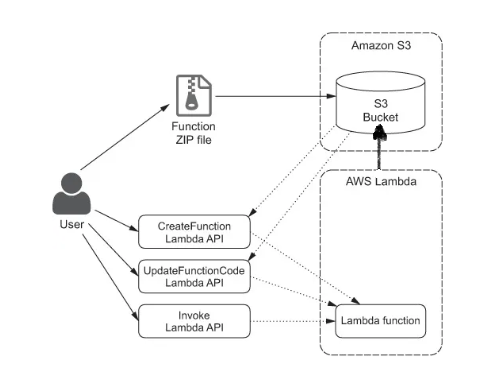 Amazon S3
S3
Bucket
Function
ZIP file
AWS Lambda
User
CreateFunction
Lambda API
UpdateFunctionCode
Lambda API
Invoke
Lambda API
Lambda function